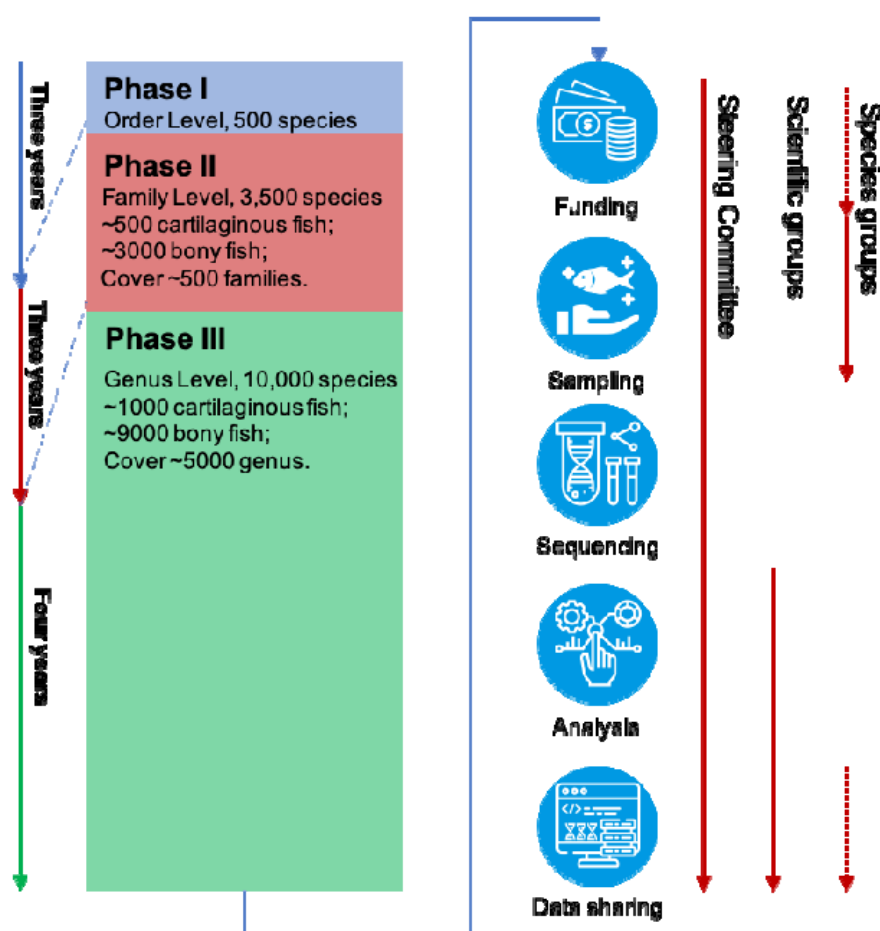 Phase I
Order Level, 500 species
Phase II
Family Level, 3,500 species
~500 cartilaginous fish;
~3000 bony fish;
Cover ~500 families.
Phase III
Genus Level, 10,000 species
~1000 cartilaginous fish;
~9000 bony fish;
Cover ~5000 genus.
Three years
Three years
Four years
Funding
Sampling
Sequencing
Analysis
Data sharing
Steering Committee
Scientific groups
Species groups